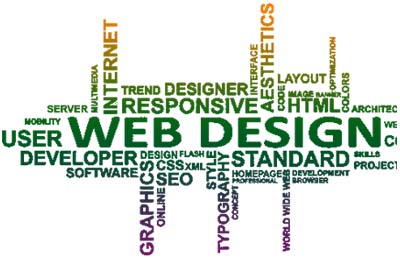 INTERNET
MULTIMEDIA
AESTHETICS
INTERFACE
CODE
OPTIMIZATION
TREND
DESIGNER
LAYOUT
IMAGE
BANNER
COLORS
SERVER
RESPONSIVE
HTML
ARCHITEC
MOBILITY
WE
USER
WEB DESIGN
CO
DEVELOPER
DESIGN
FLASH
STYLE
STANDARD
SKILLS
SOFTWARE
CSS
XML
HOMEPAGE
DEVELOPMENT
PROJECT
GRAPHICS
ONLINE
SEO
TYPOGRAPHY
CONCEPT
PROFESSIONAL
WORLD WIDE WEB
BROWSER